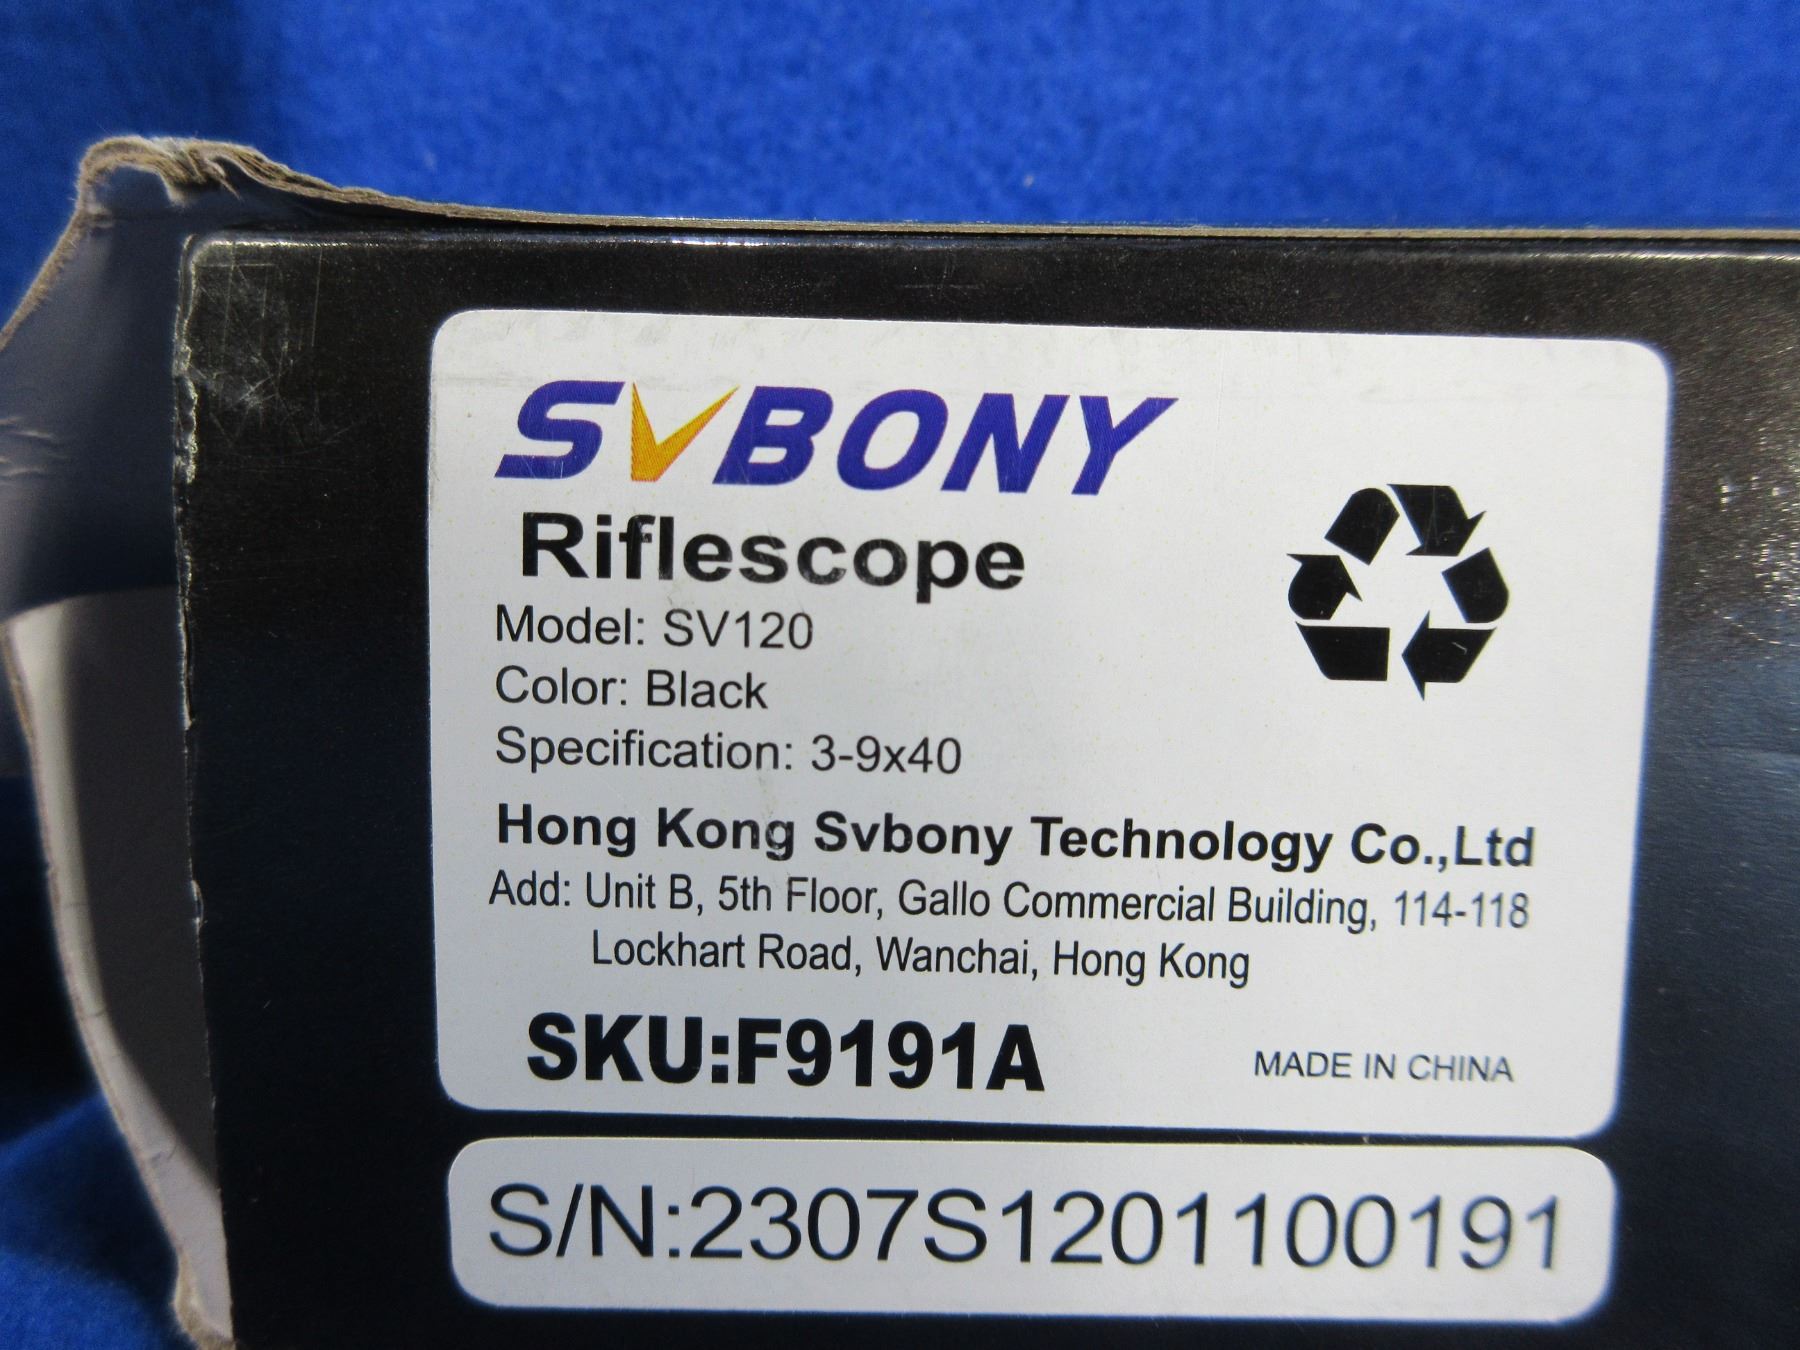 SVBONY
Riflescope
Model: SV120
Color: Black
Specification: 3-9x40
Hong Kong Svbony Technology Co.,Ltd
Add: Unit B, 5th Floor, Gallo Commercial Building, 114-118
Lockhart Road, Wanchai, Hong Kong
SKU:F9191A
MADE IN CHINA
S/N:2307S1201100191